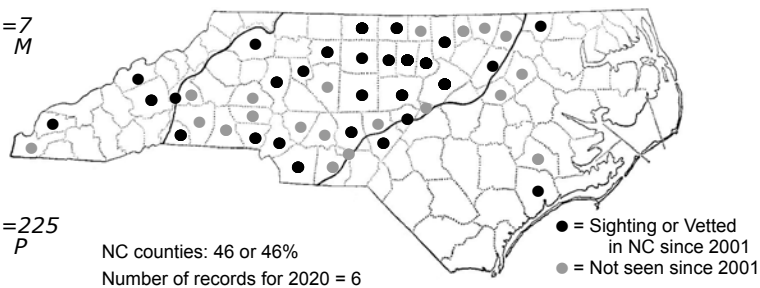 =7
M
=225
P
NC counties: 46 or 46%
Number of records for 2020 = 6
= Sighting or Vetted
in NC since 2001
= Not seen since 2001